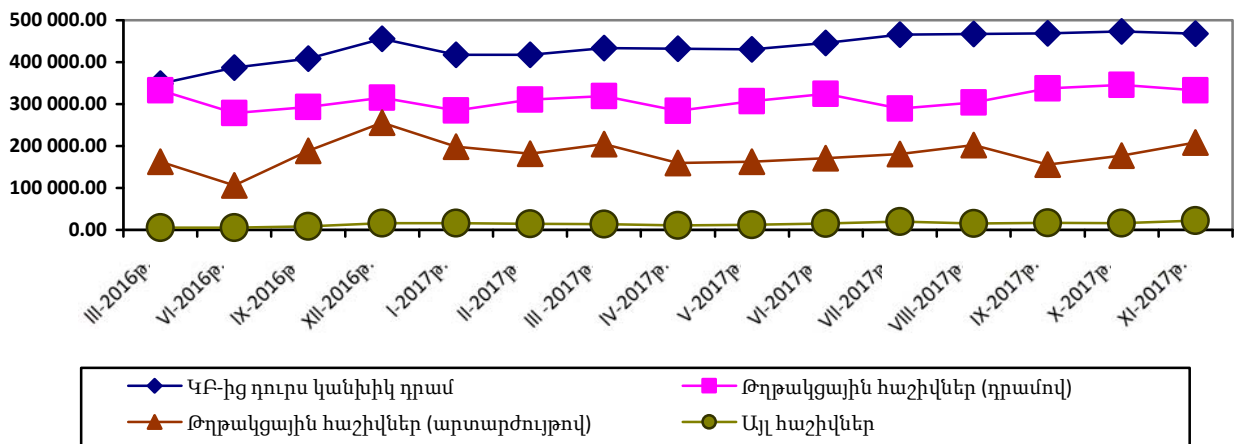 500 000.00
400 000.00
300 000.00
200 000.00
100 000.00
0.00
III-2016թ.
VI-2016թ.
IX-2016թ
XII-2016թ.
I-2017թ.
II-2017թ
III -2017թ.
IV-2017թ.
V-2017թ.
VI-2017թ
VII-2017թ.
VIII-2017թ.
IX-2017թ.
X-2017թ.
XI-2017թ.
ԿԲ-ից դուրս կանխիկ դրամ
Թղթակցային հաշիվներ (դրամով)
Թղթակցային հաշիվներ (արտարժույթով)
Այլ հաշիվներ